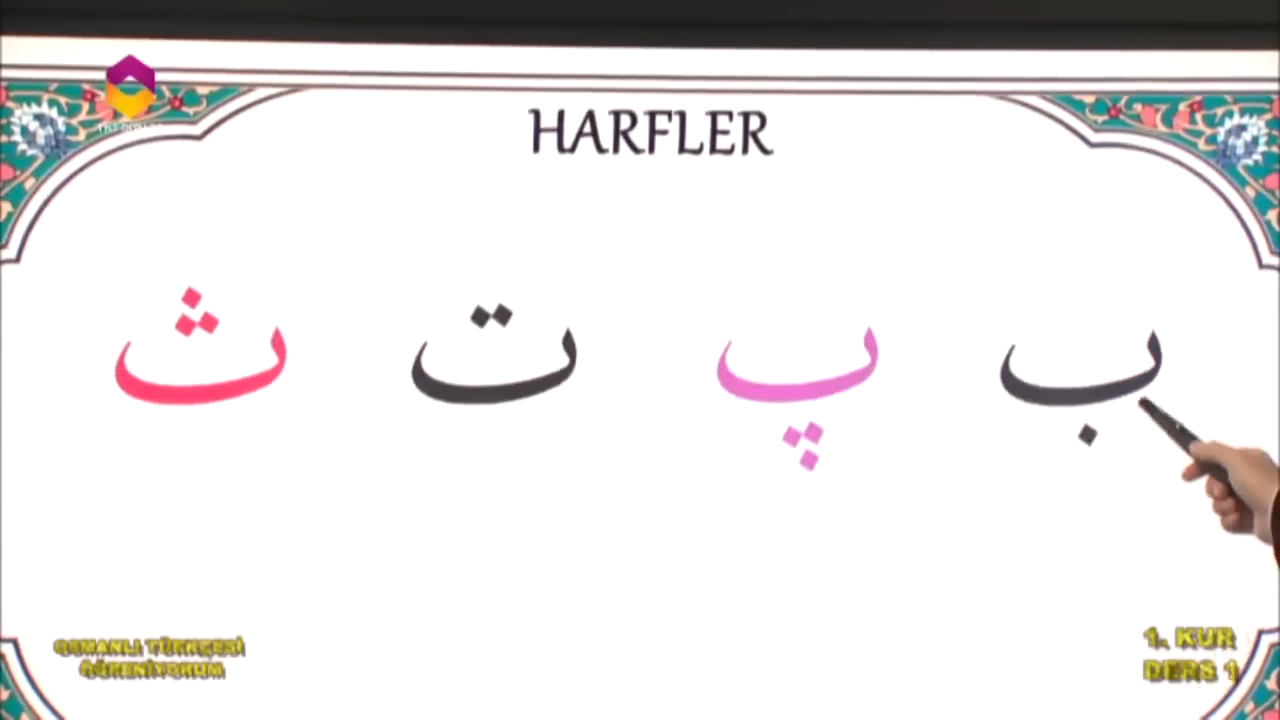 HARFLER
ب پ ت ث
OSMANLI TÜRKÇESİ
ÖĞRENİYORUM
1. KUR
DERS 1